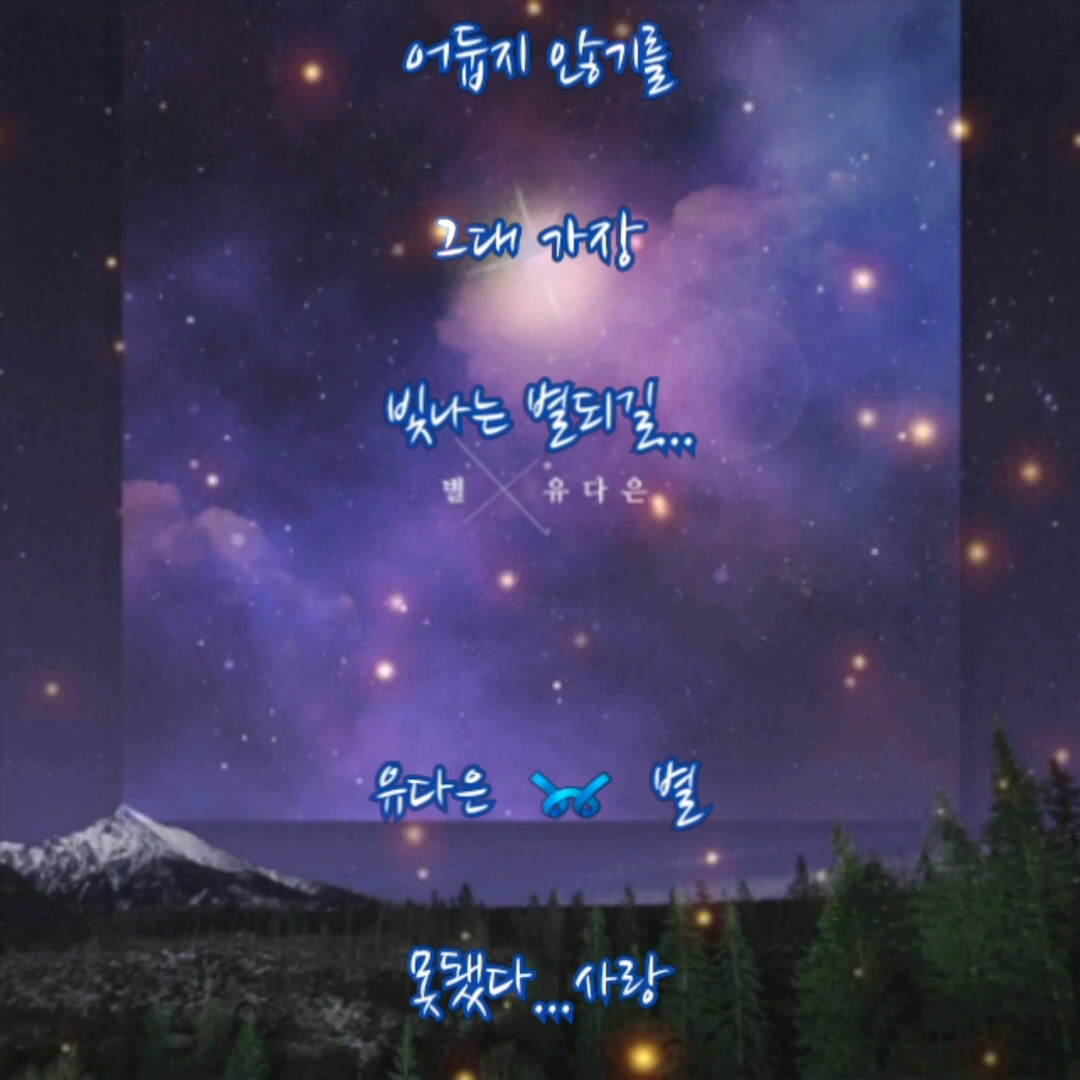 어둡지 않기를
그대 가장
빛나는 별되길...
별 유다은
유다은 별
못됐다...사랑